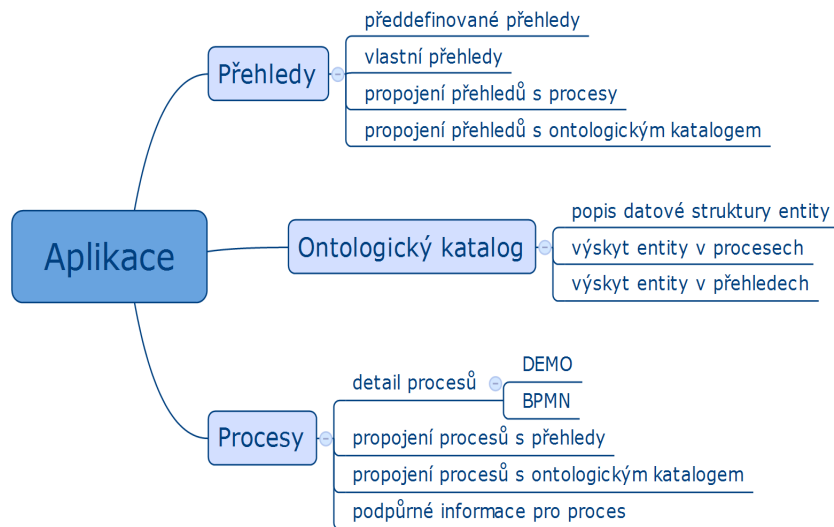 Aplikace
Přehledy
předdefinované přehledy
vlastní přehledy
propojení přehledů s procesy
propojení přehledů s ontologickým katalogem
Ontologický katalog
popis datové struktury entity
výskyt entity v procesech
výskyt entity v přehledech
Procesy
detail procesů
DEMO
BPMN
propojení procesů s přehledy
propojení procesů s ontologickým katalogem
podpůrné informace pro proces